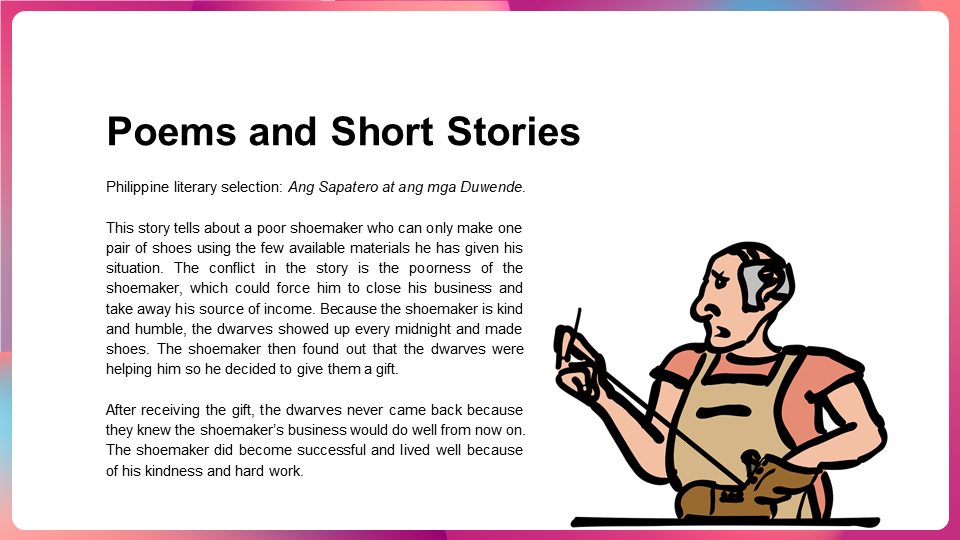 Poems and Short Stories
Philippine literary selection: Ang Sapatero at ang mga Duwende.
This story tells about a poor shoemaker who can only make one
pair of shoes using the few available materials he has given his
situation. The conflict in the story is the poorness of the
shoemaker, which could force him to close his business and
take away his source of income. Because the shoemaker is kind
and humble, the dwarves showed up every midnight and made
shoes. The shoemaker then found out that the dwarves were
helping him so he decided to give them a gift.
After receiving the gift, the dwarves never came back because
they knew the shoemaker’s business would do well from now on.
The shoemaker did become successful and lived well because
of his kindness and hard work.